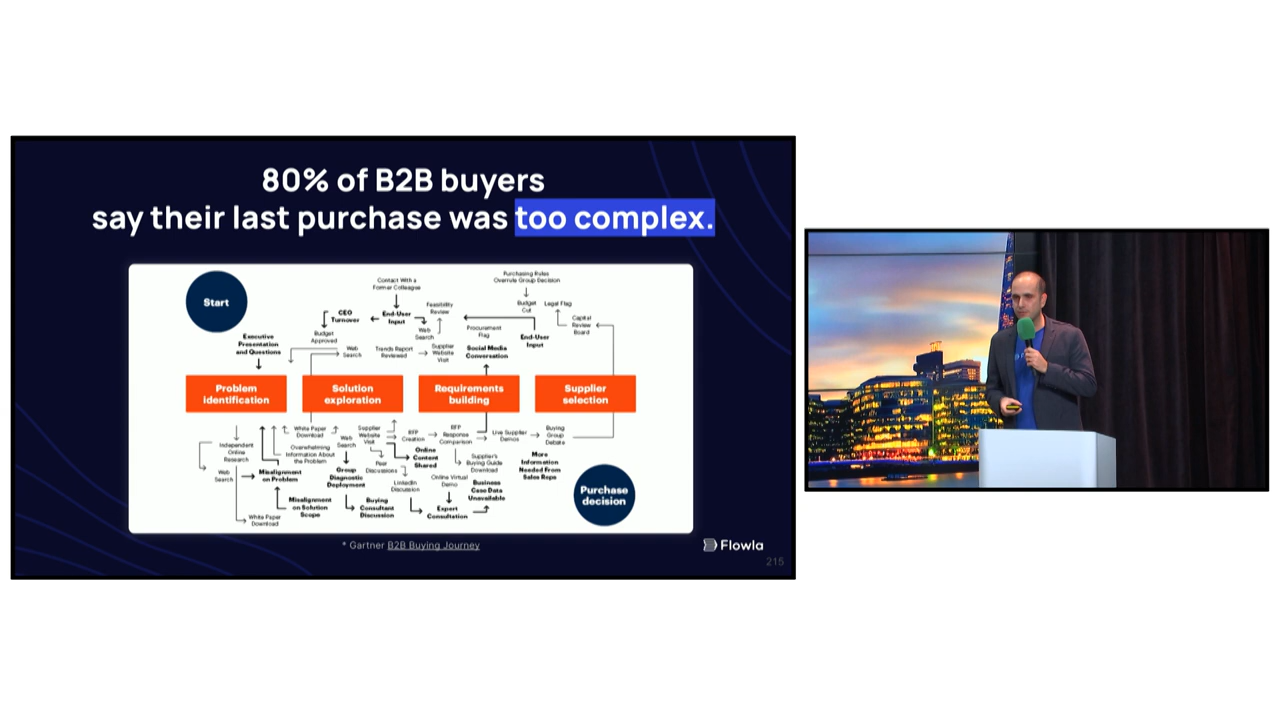 80% of B2B buyers
say their last purchase was too complex.
Start
Contact With a
Former Colleague
Purchasing Rules
Overrule Group Decision
CEO
Turnover
End-User
Input
Feasibility
Review
Budget
Cut
Legal Flag
Capital
Review
Board
Executive
Presentation
and Questions
Budget
Approved
Web
Search
Procurement
Flag
End-User
Input
Web
Search
Trends Report
Reviewed
Supplier
Website
Visit
Social Media
Conversation
Problem
identification
Solution
exploration
Requirements
building
Supplier
selection
Independent
Online
Research
White Paper
Download
Overwhelming
Information About
the Problem
Web
Search
Supplier
Website
Visit
RFP
Creation
RFP
Response
Comparison
Live Supplier
Demos
Buying
Group
Debate
Web
Search
Misalignment
on Problem
Group
Diagnostic
Deployment
Peer
Discussions
Online
Content
Shared
Supplier's
Buying Guide
Download
More
Information
Needed From
Sales Reps
Misalignment
on Solution
Scope
Buying
Consultant
Discussion
LinkedIn
Discussion
Online Virtual
Demo
Business
Case Data
Unavailable
Expert
Consultation
White Paper
Download
Purchase
decision
* Gartner B2B Buying Journey
Flowla
215